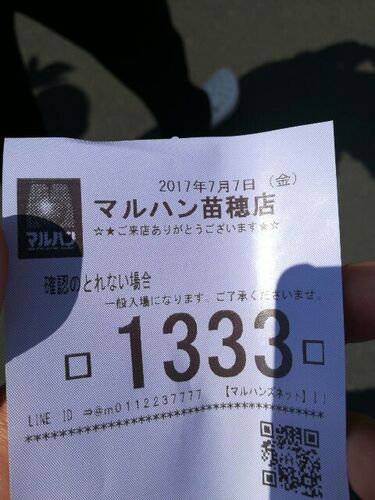 2017年7月7日 (金)
マルハン苗穂店
☆★ご来店ありがとうございます★☆
マルハン
確認のとれない場合
一般入場になります。ご了承くださいませ。
□1333□
LINE ID ⇒@m0112237777 【マルハンズネット】
************************************